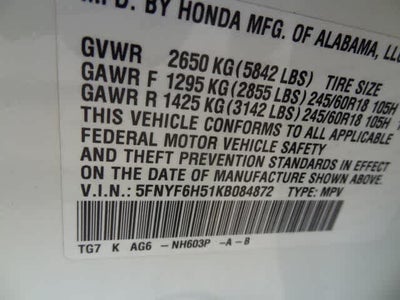 MFD. BY HONDA MFG. OF ALABAMA, LLC
GVWR 2650 KG(5842 LBS) TIRE SIZE
GAWR F 1295 KG(2855 LBS) 245/60R18 105H
GAWR R 1425 KG(3142 LBS) 245/60R18 105H
THIS VEHICLE CONFORMS TO ALL APPLICABLE
FEDERAL MOTOR VEHICLE SAFETY
AND THEFT PREVENTION STANDARDS
ON THE DATE OF MANUFACTURE SHOWN ABOVE.
V.I.N.: 5FNYF6H51KB084872 TYPE: MPV
TG7 K AG6 -NH603P -A-B